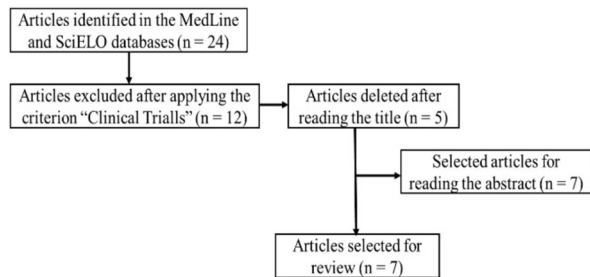 Articles identified in the MedLine
and SciELO databases (n = 24)
Articles excluded after applying the
criterion “Clinical Trialls” (n = 12)
Articles deleted after
reading the title (n = 5)
Selected articles for
reading the abstract (n = 7)
Articles selected for
review (n = 7)